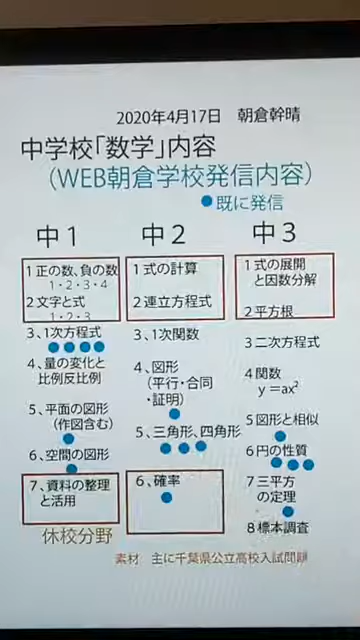 2020年4月17日 朝倉幹晴
中学校「数学」内容
（WEB朝倉学校発信内容）
●既に発信
中1 中2 中3
1 正の数、負の数
1・2・3・4
2 文字と式
1・2・3
3、1次方程式
4、量の変化と
比例反比例
5、平面の図形
（作図含む）
6、空間の図形
7、資料の整理
と活用
休校分野
1 式の計算
2 連立方程式
3、1次関数
4、図形
（平行・合同
・証明）
5、三角形、四角形
6、確率
1 式の展開
と因数分解
2 平方根
3 二次方程式
4 関数
y＝ax²
5 図形と相似
6 円の性質
7 三平方
の定理
8 標本調査
素材 主に千葉県公立高校入試問題